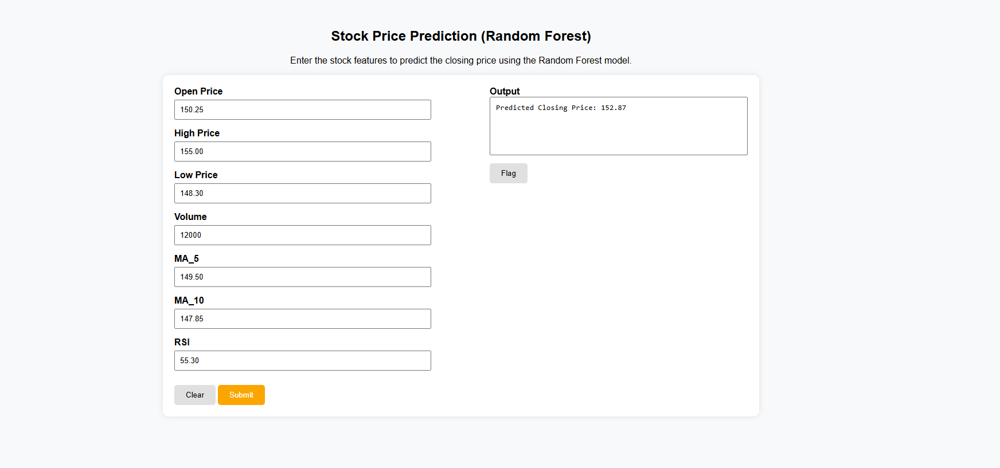 Stock Price Prediction (Random Forest)
Enter the stock features to predict the closing price using the Random Forest model.
Open Price
150.25
High Price
155.00
Low Price
148.30
Volume
12000
MA_5
149.50
MA_10
147.85
RSI
55.30
Clear
Submit
Output
Predicted Closing Price: 152.87
Flag